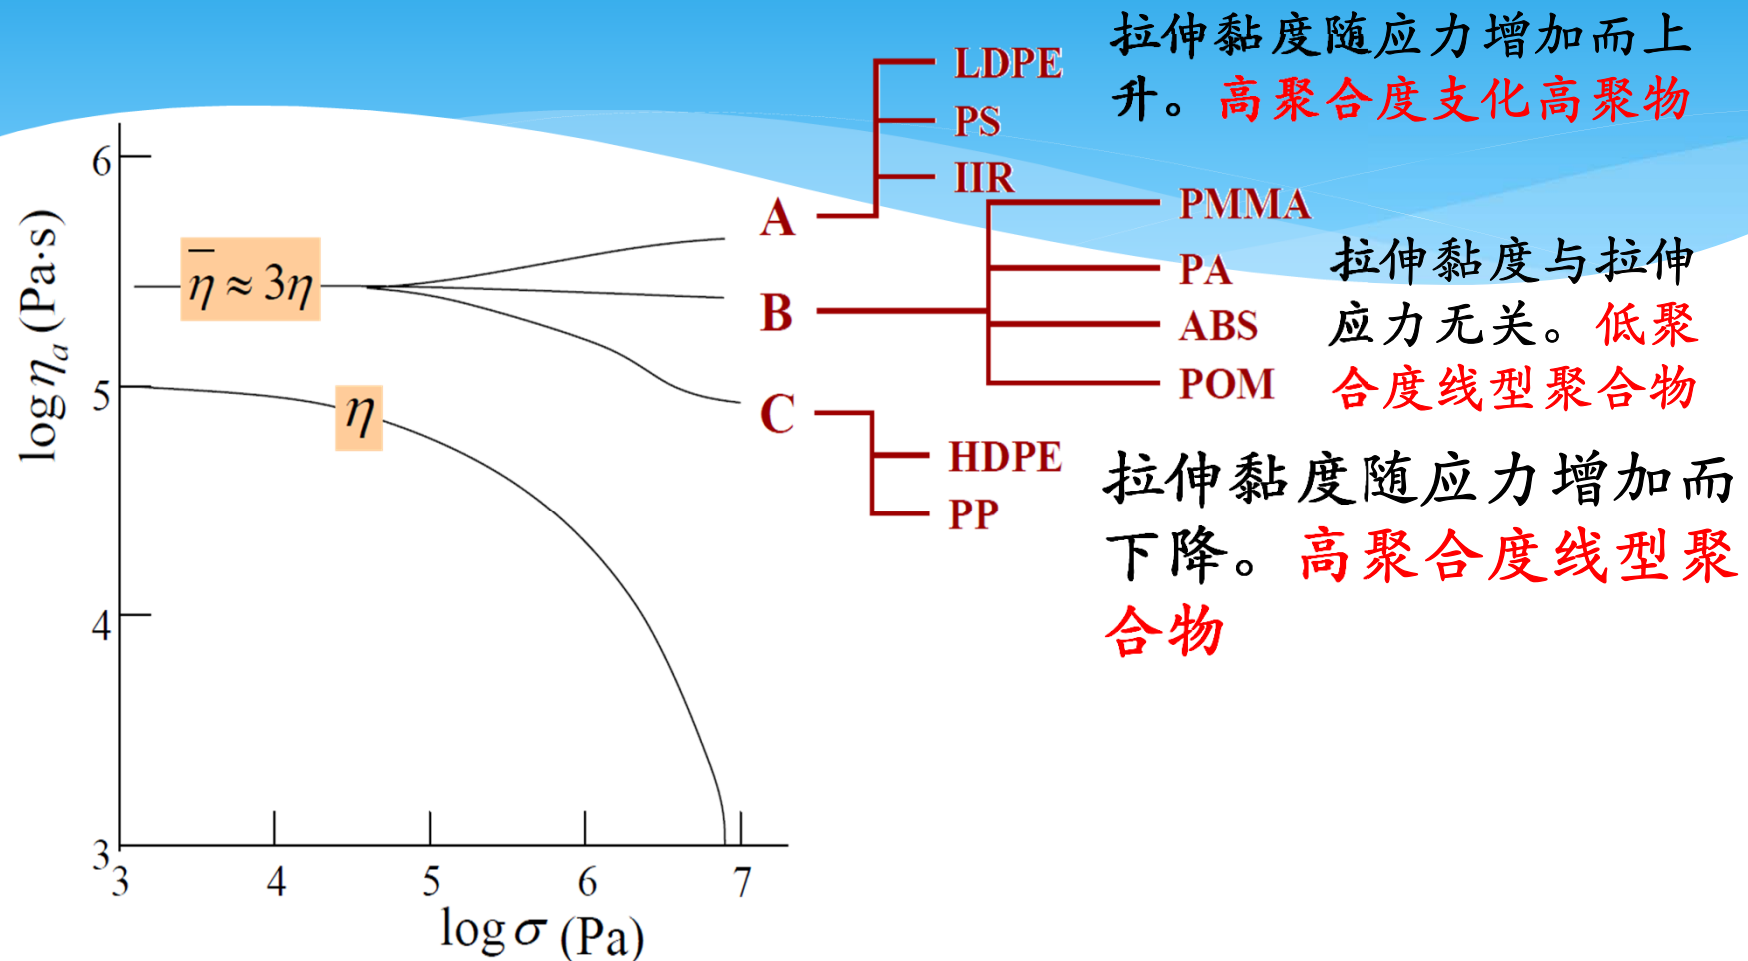 拉伸黏度随应力增加而上
升。高聚合度支化高聚物
LDPE
PS
IIR
A
PMMA
PA
ABS
POM
B
拉伸黏度与拉伸
应力无关。低聚
合度线型聚合物
C
HDPE
PP
拉伸黏度随应力增加而
下降。高聚合度线型聚
合物
log ηₐ (Pa·s)
6
5
4
3
η̅ ≈ 3η
η
3 4 5 6 7
log σ (Pa)